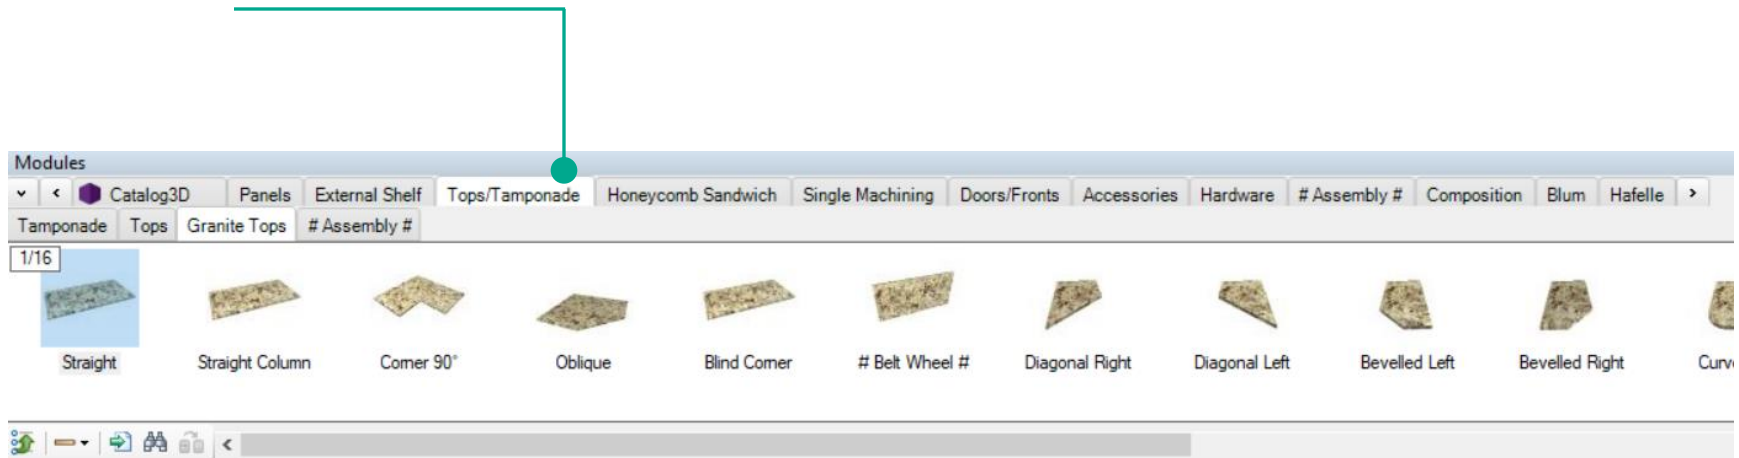 Modules
Catalog3D Panels External Shelf Tops/Tamponade Honeycomb Sandwich Single Machining Doors/Fronts Accessories Hardware # Assembly # Composition Blum Hafelle
Tamponade Tops Granite Tops # Assembly #
1/16
Straight Straight Column Corner 90° Oblique Blind Corner # Belt Wheel # Diagonal Right Diagonal Left Bevelled Left Bevelled Right Curv